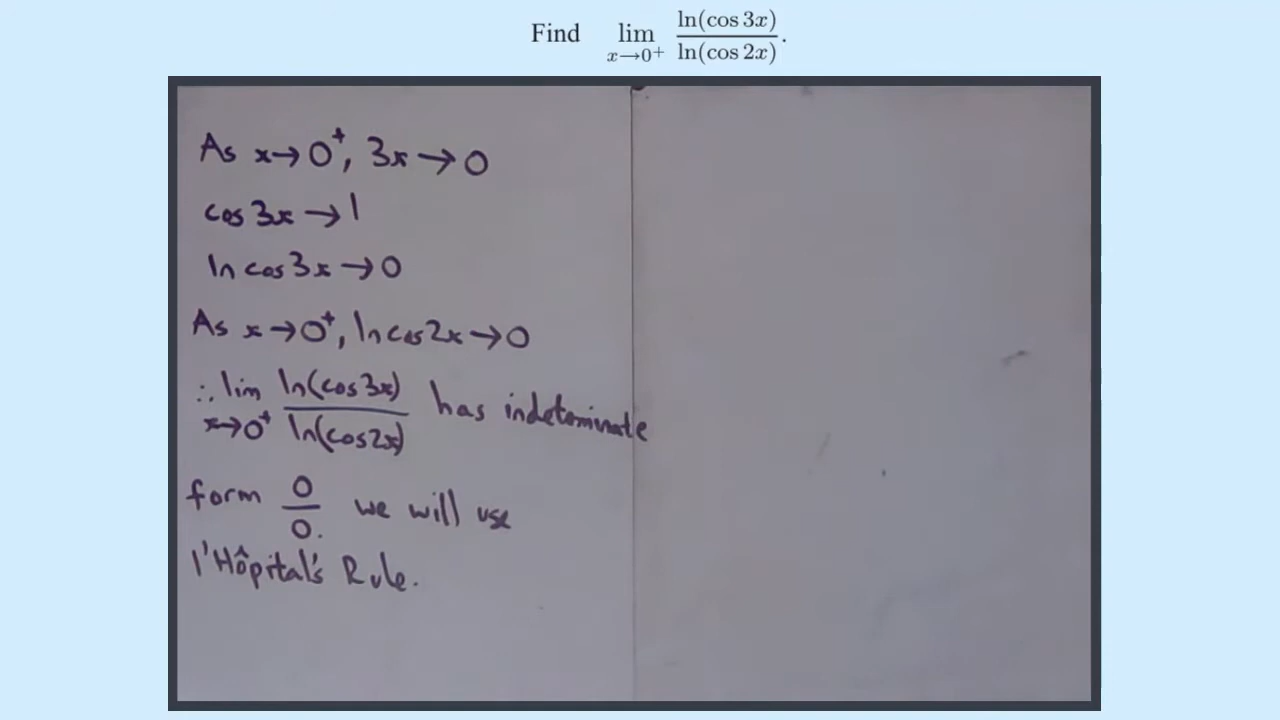 Find lim x→0⁺ ln(cos 3x) / ln(cos 2x).
As x→0⁺, 3x→0
cos 3x→1
ln cos 3x→0
As x→0⁺, ln cos 2x→0
∴ lim x→0⁺ ln(cos 3x) / ln(cos 2x) has indeterminate
form 0/0. we will use
l'Hôpital's Rule.